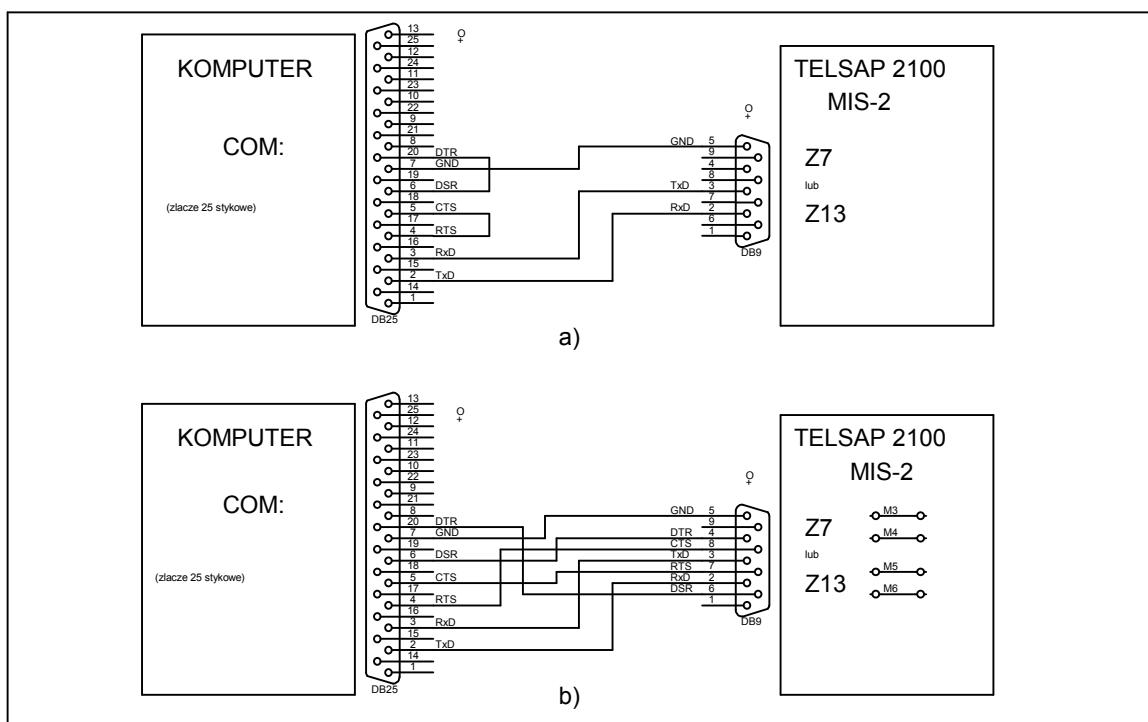 KOMPUTER
COM:
(zlacze 25 stykowe)
13
25
12
24
11
23
10
22
9
21
8
20 DTR
7 GND
19
6 DSR
18
5 CTS
17
4 RTS
16
3 RxD
15
2 TxD
14
1
DB25
GND 5
9
4
8
TxD 3
7
RxD 2
6
1
DB9
TELSAP 2100
MIS-2
Z7
lub
Z13
a)
KOMPUTER
COM:
(zlacze 25 stykowe)
13
25
12
24
11
23
10
22
9
21
8
20 DTR
7 GND
19
6 DSR
18
5 CTS
17
4 RTS
16
3 RxD
15
2 TxD
14
1
DB25
GND 5
9
DTR 4
CTS 8
TxD 3
RTS 7
RxD 2
DSR 6
1
DB9
TELSAP 2100
MIS-2
Z7
lub
Z13
M3
M4
M5
M6
b)